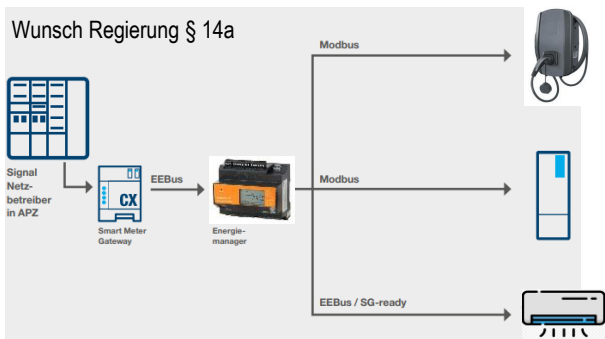 Wunsch Regierung § 14a
Modbus
Signal
Netz-
betreiber
in APZ
EEBus
CX
Smart Meter
Gateway
Energie-
manager
Modbus
EEBus / SG-ready